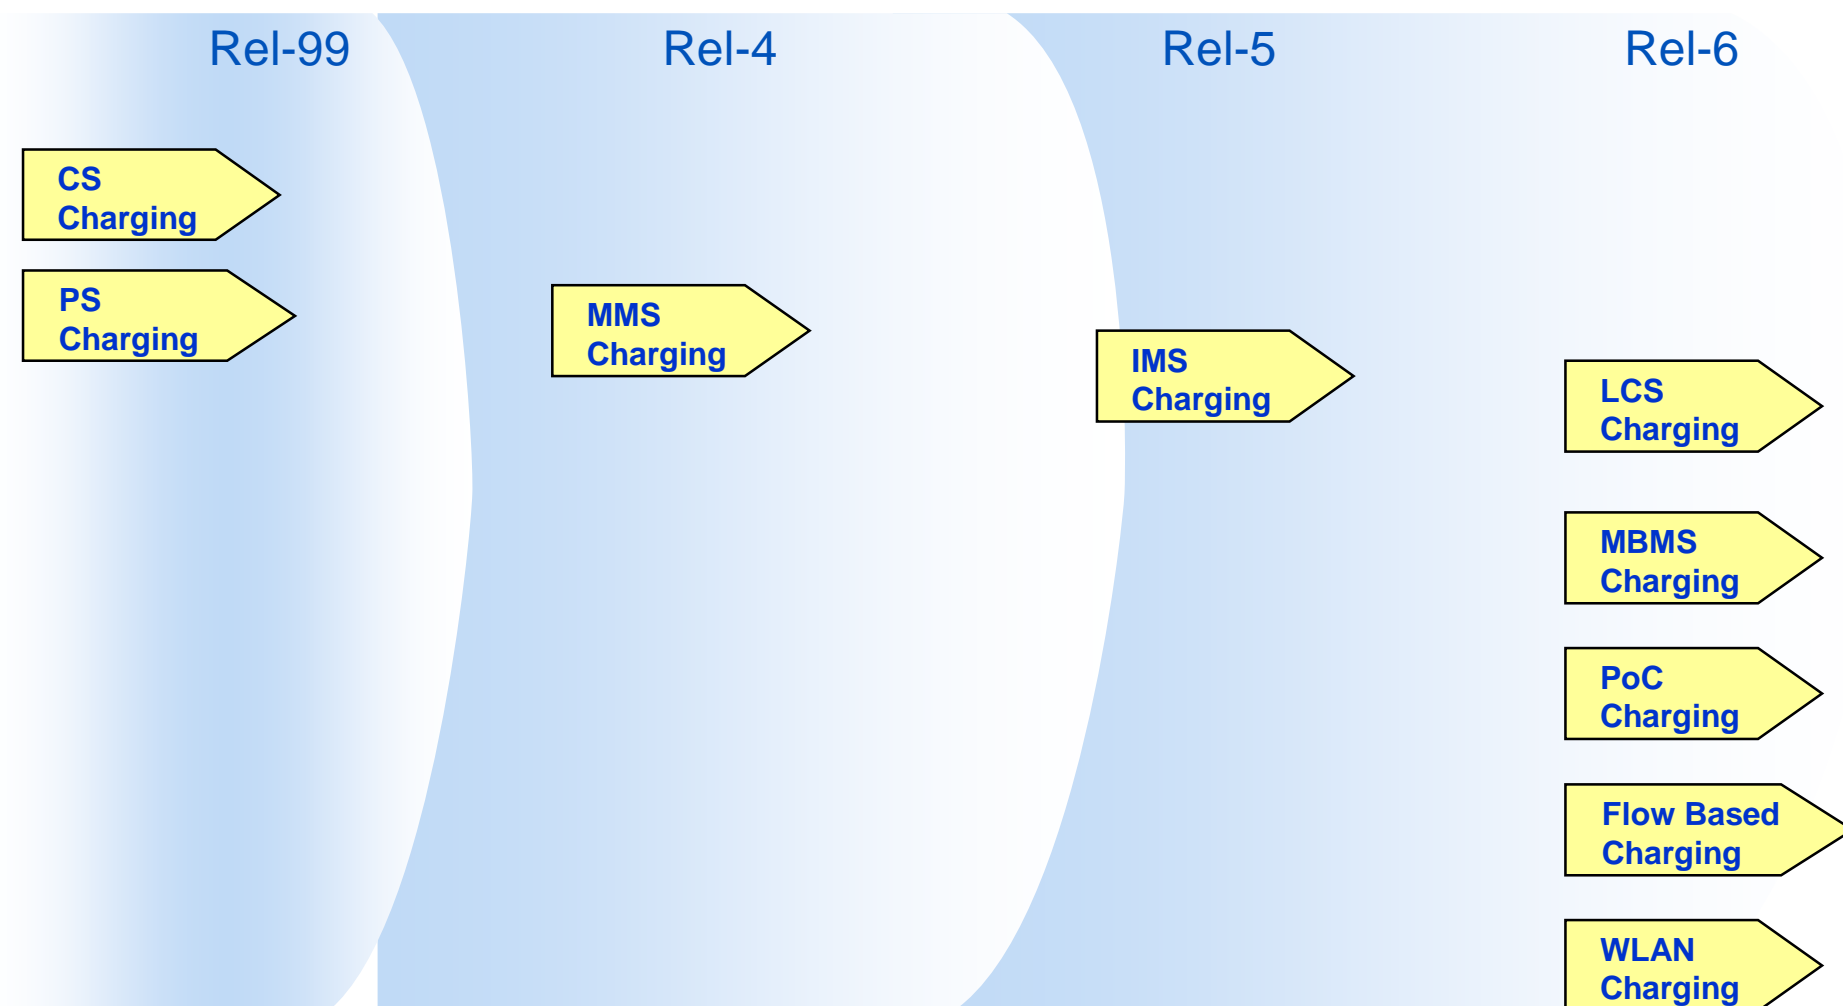 Rel-99
Rel-4
Rel-5
Rel-6
CS
Charging
PS
Charging
MMS
Charging
IMS
Charging
LCS
Charging
MBMS
Charging
PoC
Charging
Flow Based
Charging
WLAN
Charging